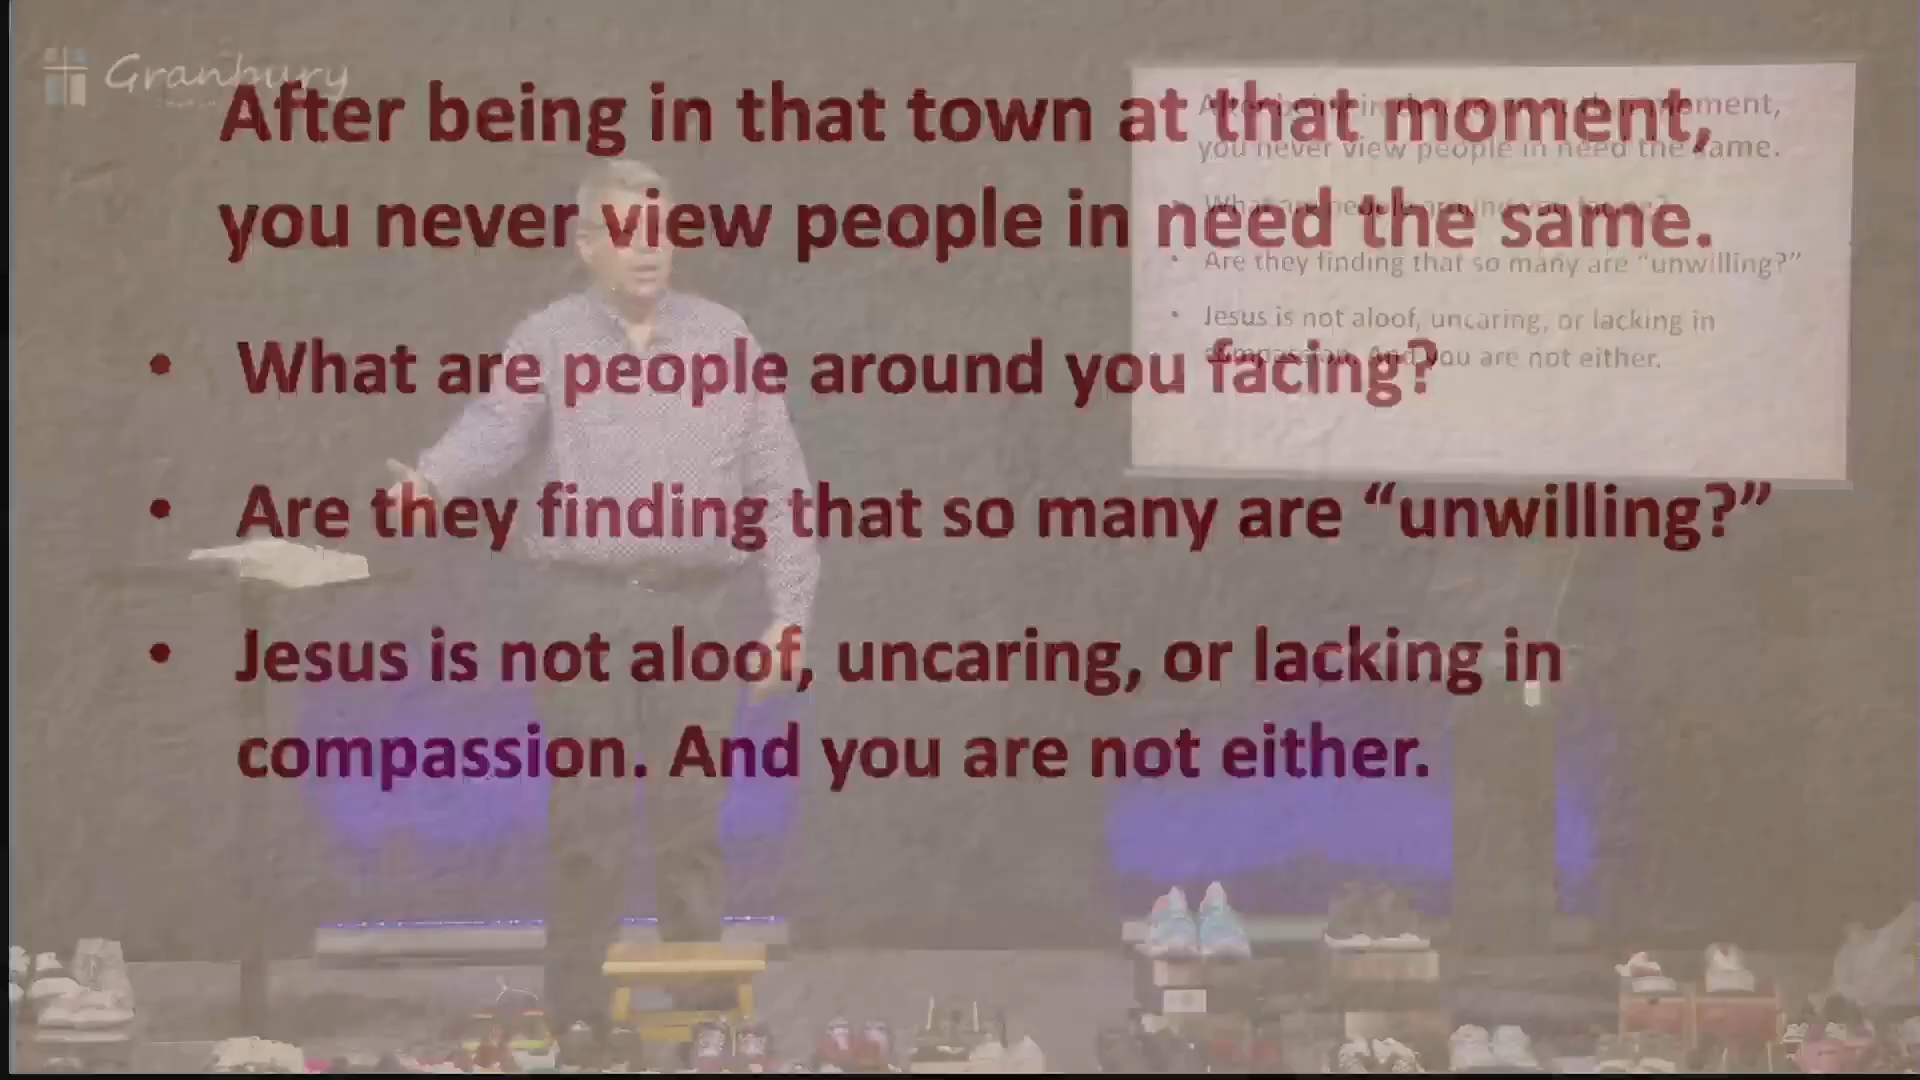 Granbury
After being in that town at that moment,
you never view people in need the same.
• What are people around you facing?
• Are they finding that so many are “unwilling?”
• Jesus is not aloof, uncaring, or lacking in
compassion. And you are not either.
you never view people in need the same.
• Are they finding that so many are “unwilling?”
• Jesus is not aloof, uncaring, or lacking in
And you are not either.